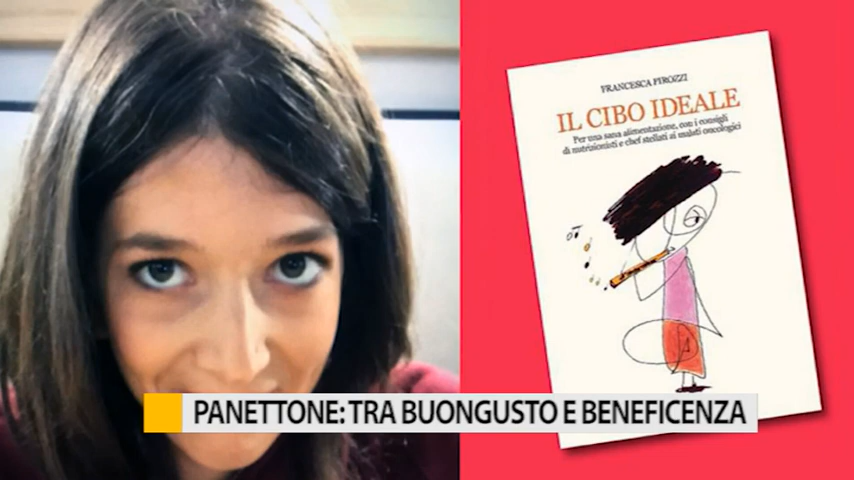 FRANCESCA PIROZZI
IL CIBO IDEALE
Per una sana alimentazione, con i consigli
di nutrizionisti e chef stellati ai malati oncologici
PANETTONE: TRA BUONGUSTO E BENEFICENZA